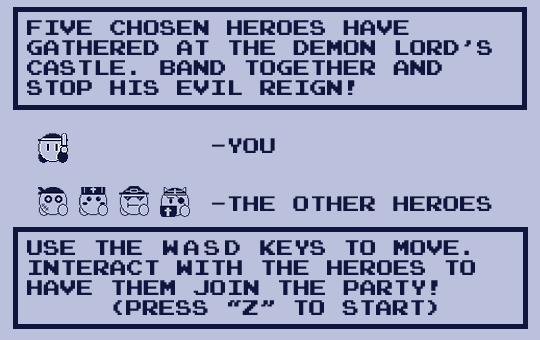 FIVE CHOSEN HEROES HAVE
GATHERED AT THE DEMON LORD'S
CASTLE. BAND TOGETHER AND
STOP HIS EVIL REIGN!
-YOU
-THE OTHER HEROES
USE THE WASD KEYS TO MOVE.
INTERACT WITH THE HEROES TO
HAVE THEM JOIN THE PARTY!
(PRESS "Z" TO START)